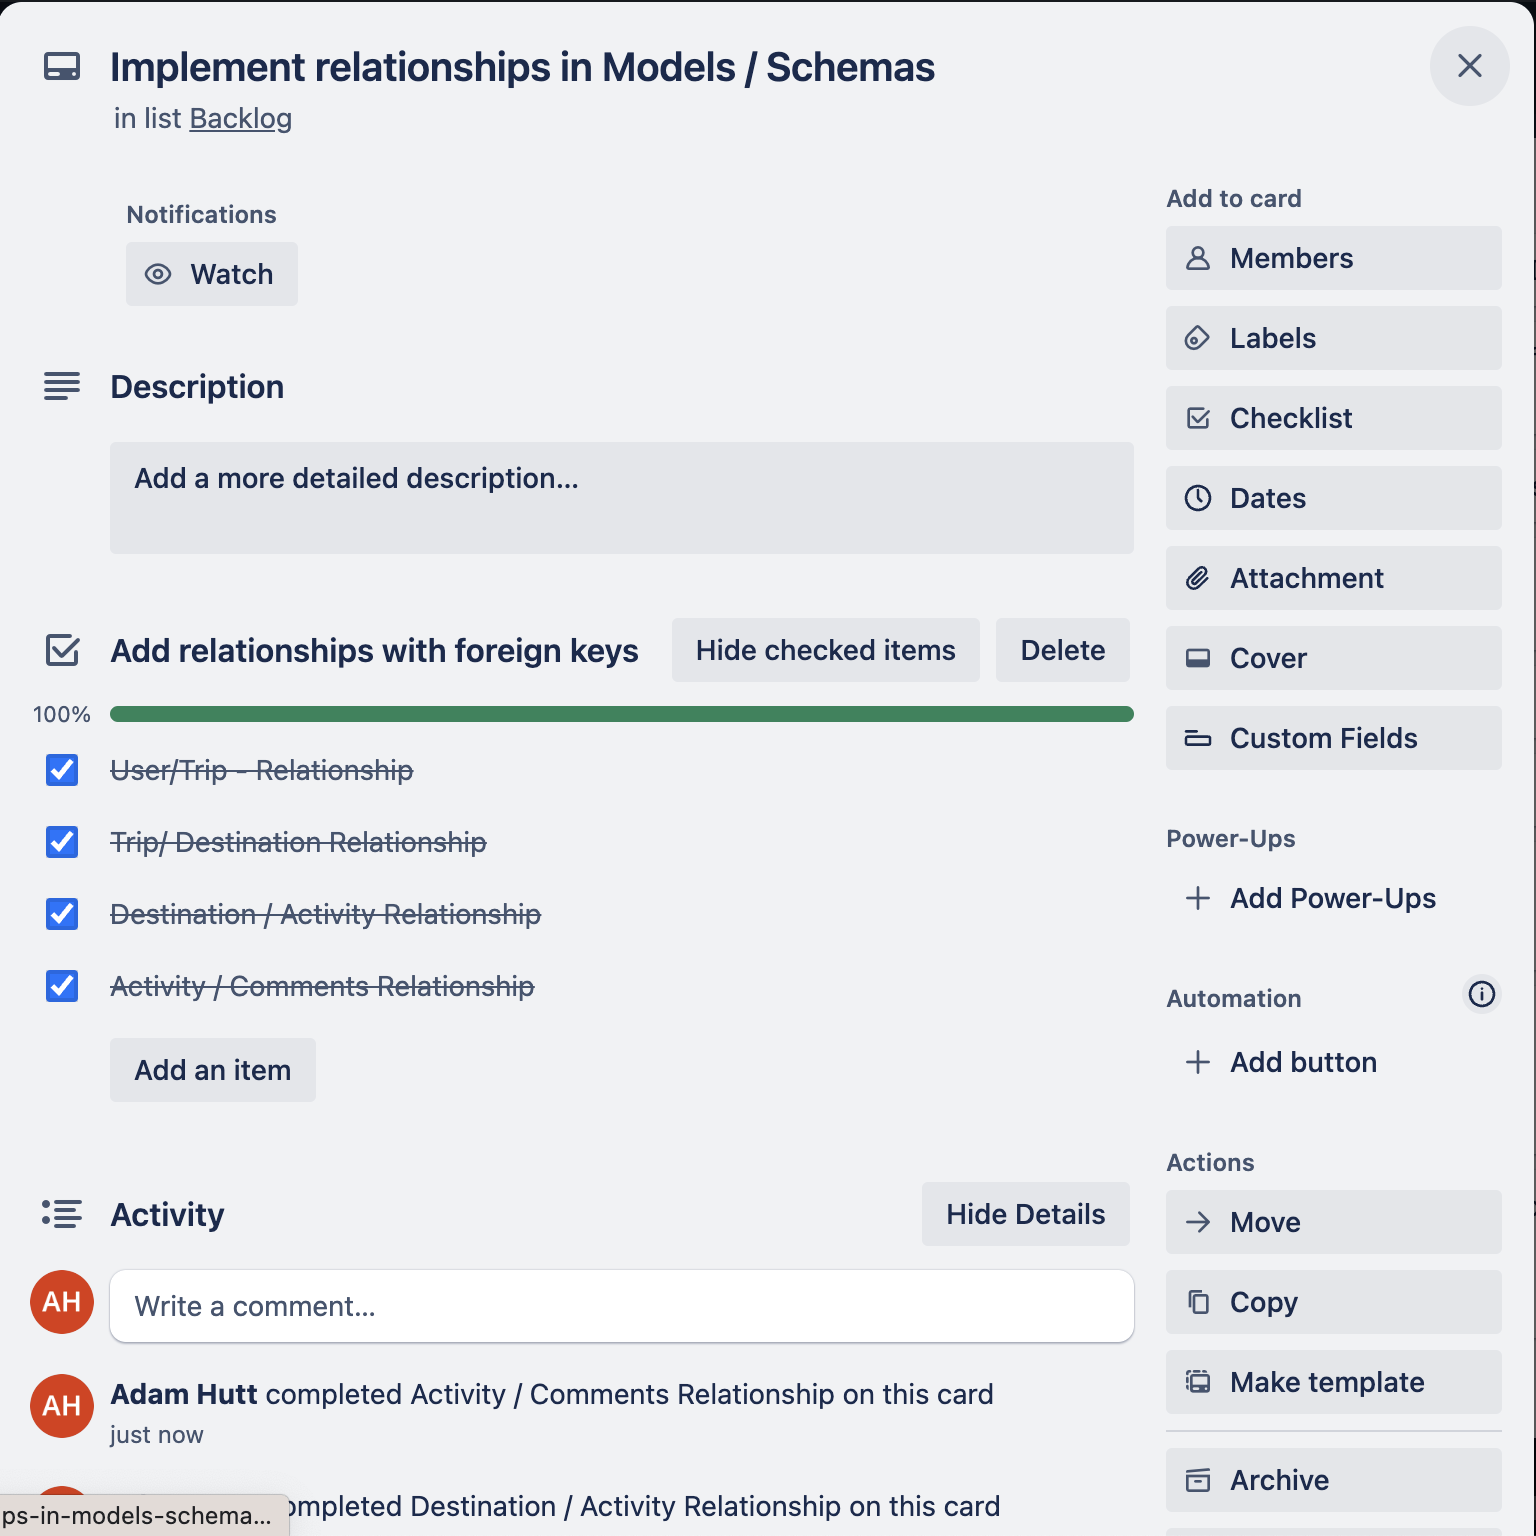 Implement relationships in Models / Schemas
in list Backlog
Notifications
Watch
Description
Add a more detailed description...
Add relationships with foreign keys
Hide checked items
Delete
100%
User/Trip - Relationship
Trip/ Destination Relationship
Destination / Activity Relationship
Activity / Comments Relationship
Add an item
Activity
Hide Details
AH
Write a comment...
AH
Adam Hutt completed Activity / Comments Relationship on this card
just now
ompleted Destination / Activity Relationship on this card
ps-in-models-schema...
Add to card
Members
Labels
Checklist
Dates
Attachment
Cover
Custom Fields
Power-Ups
Add Power-Ups
Automation
Add button
Actions
Move
Copy
Make template
Archive